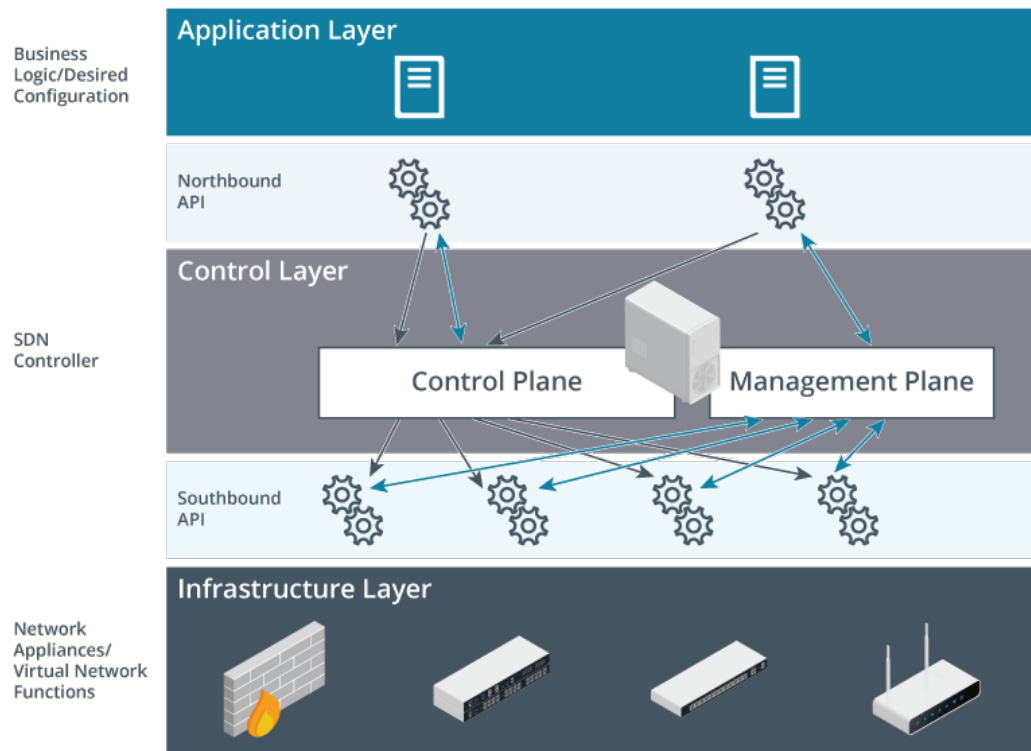 Application Layer
Business
Logic/Desired
Configuration
Northbound
API
Control Layer
SDN
Controller
Control Plane
Management Plane
Southbound
API
Infrastructure Layer
Network
Appliances/
Virtual Network
Functions